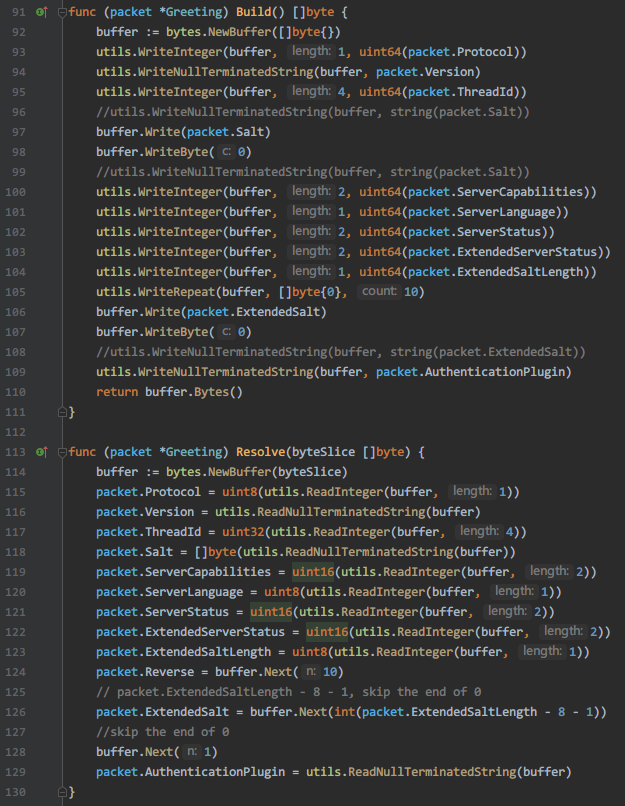 91 func (packet *Greeting) Build() []byte {
92 buffer := bytes.NewBuffer([]byte{})
93 utils.WriteInteger(buffer, length: 1, uint64(packet.Protocol))
94 utils.WriteNullTerminatedString(buffer, packet.Version)
95 utils.WriteInteger(buffer, length: 4, uint64(packet.ThreadId))
96 //utils.WriteNullTerminatedString(buffer, string(packet.Salt))
97 buffer.Write(packet.Salt)
98 buffer.WriteByte( c: 0)
99 //utils.WriteNullTerminatedString(buffer, string(packet.Salt))
100 utils.WriteInteger(buffer, length: 2, uint64(packet.ServerCapabilities))
101 utils.WriteInteger(buffer, length: 1, uint64(packet.ServerLanguage))
102 utils.WriteInteger(buffer, length: 2, uint64(packet.ServerStatus))
103 utils.WriteInteger(buffer, length: 2, uint64(packet.ExtendedServerStatus))
104 utils.WriteInteger(buffer, length: 1, uint64(packet.ExtendedSaltLength))
105 utils.WriteRepeat(buffer, []byte{0}, count: 10)
106 buffer.Write(packet.ExtendedSalt)
107 buffer.WriteByte( c: 0)
108 //utils.WriteNullTerminatedString(buffer, string(packet.ExtendedSalt))
109 utils.WriteNullTerminatedString(buffer, packet.AuthenticationPlugin)
110 return buffer.Bytes()
111 }
112
113 func (packet *Greeting) Resolve(byteSlice []byte) {
114 buffer := bytes.NewBuffer(byteSlice)
115 packet.Protocol = uint8(utils.ReadInteger(buffer, length: 1))
116 packet.Version = utils.ReadNullTerminatedString(buffer)
117 packet.ThreadId = uint32(utils.ReadInteger(buffer, length: 4))
118 packet.Salt = []byte(utils.ReadNullTerminatedString(buffer))
119 packet.ServerCapabilities = uint16(utils.ReadInteger(buffer, length: 2))
120 packet.ServerLanguage = uint8(utils.ReadInteger(buffer, length: 1))
121 packet.ServerStatus = uint16(utils.ReadInteger(buffer, length: 2))
122 packet.ExtendedServerStatus = uint16(utils.ReadInteger(buffer, length: 2))
123 packet.ExtendedSaltLength = uint8(utils.ReadInteger(buffer, length: 1))
124 packet.Reverse = buffer.Next( n: 10)
125 // packet.ExtendedSaltLength - 8 - 1, skip the end of 0
126 packet.ExtendedSalt = buffer.Next(int(packet.ExtendedSaltLength - 8 - 1))
127 //skip the end of 0
128 buffer.Next( n: 1)
129 packet.AuthenticationPlugin = utils.ReadNullTerminatedString(buffer)
130 }